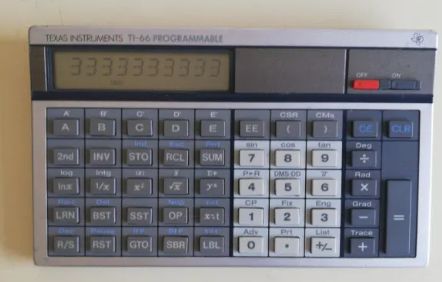 TEXAS INSTRUMENTS TI-66 PROGRAMMABLE
3333333333
OFF ON
A' B' C' D' E' CSR CMs
A B C D E EE ( ) CE CLR
sin cos tan Deg
2nd INV STO RCL SUM 7 8 9 ÷
log Intg Σ+ P►R DMS-DD π Rad
lnx 1/x x² √x yˣ 4 5 6 ×
CP Fix Eng Grad
LRN BST SST OP x:t 1 2 3 − =
Pause Adv Prt List Trace
R/S RST GTO SBR LBL 0 • +/− +